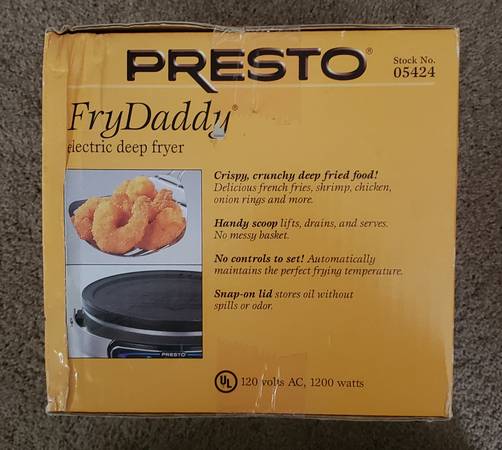 PRESTO®
Stock No.
05424
FryDaddy®
electric deep fryer
Crispy, crunchy deep fried food!
Delicious french fries, shrimp, chicken,
onion rings and more.
Handy scoop lifts, drains, and serves.
No messy basket.
No controls to set! Automatically
maintains the perfect frying temperature.
Snap-on lid stores oil without
spills or odor.
PRESTO
UL 120 volts AC, 1200 watts